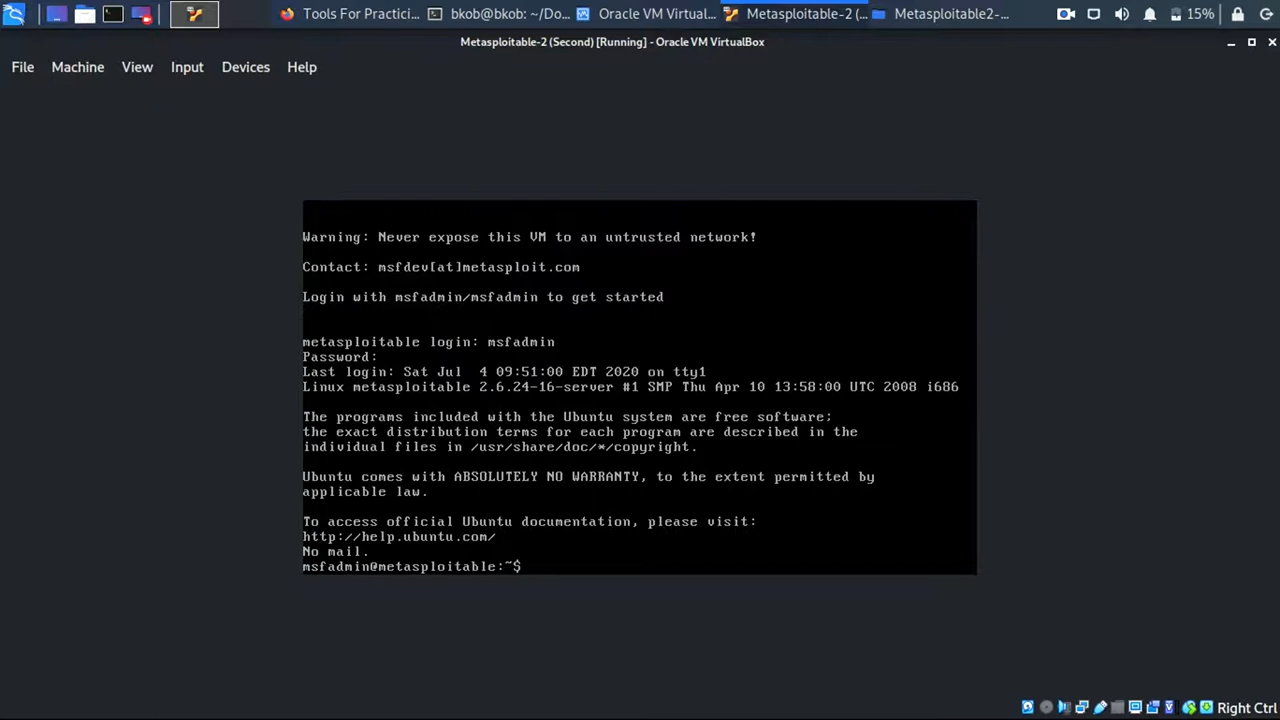 Tools For Practici...
bkob@bkob: ~/Do...
Oracle VM Virtual...
Metasploitable-2 (...
Metasploitable2-...
15%
Metasploitable-2 (Second) [Running] - Oracle VM VirtualBox
File Machine View Input Devices Help
Warning: Never expose this VM to an untrusted network!
Contact: msfdev[at]metasploit.com
Login with msfadmin/msfadmin to get started
metasploitable login: msfadmin
Password:
Last login: Sat Jul  4 09:51:00 EDT 2020 on tty1
Linux metasploitable 2.6.24-16-server #1 SMP Thu Apr 10 13:58:00 UTC 2008 i686
The programs included with the Ubuntu system are free software;
the exact distribution terms for each program are described in the
individual files in /usr/share/doc/*/copyright.
Ubuntu comes with ABSOLUTELY NO WARRANTY, to the extent permitted by
applicable law.
To access official Ubuntu documentation, please visit:
http://help.ubuntu.com/
No mail.
msfadmin@metasploitable:~$
Right Ctrl